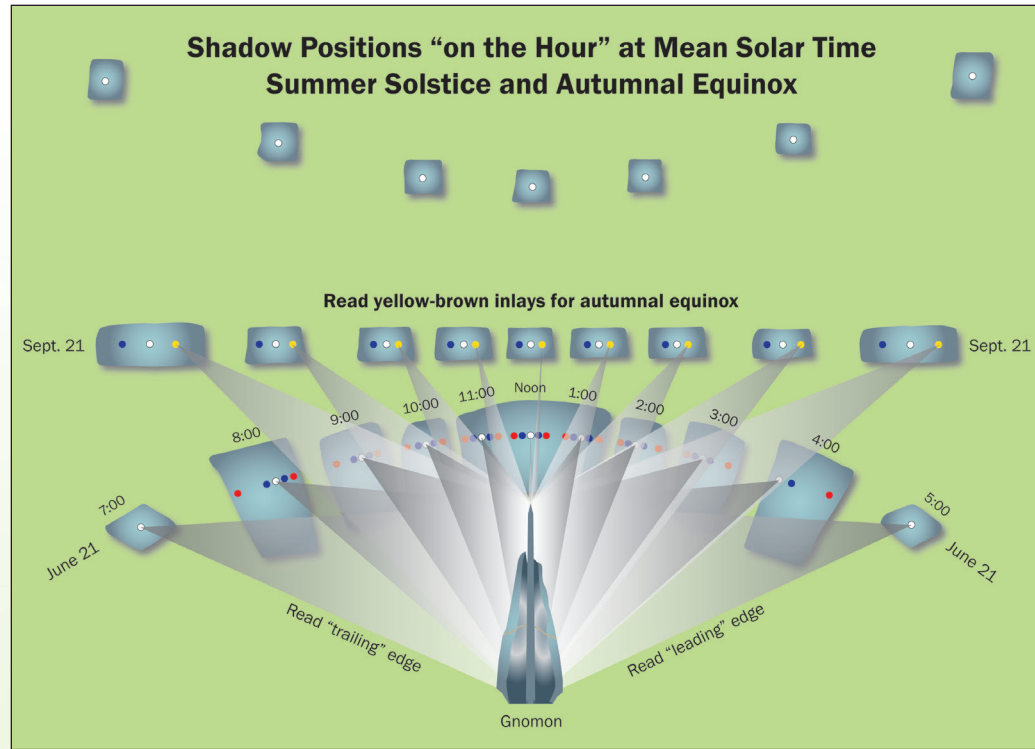 Shadow Positions “on the Hour” at Mean Solar Time
Summer Solstice and Autumnal Equinox
Read yellow-brown inlays for autumnal equinox
Sept. 21
Sept. 21
7:00
8:00
9:00
10:00
11:00
Noon
1:00
2:00
3:00
4:00
5:00
June 21
June 21
Read “trailing” edge
Read “leading” edge
Gnomon